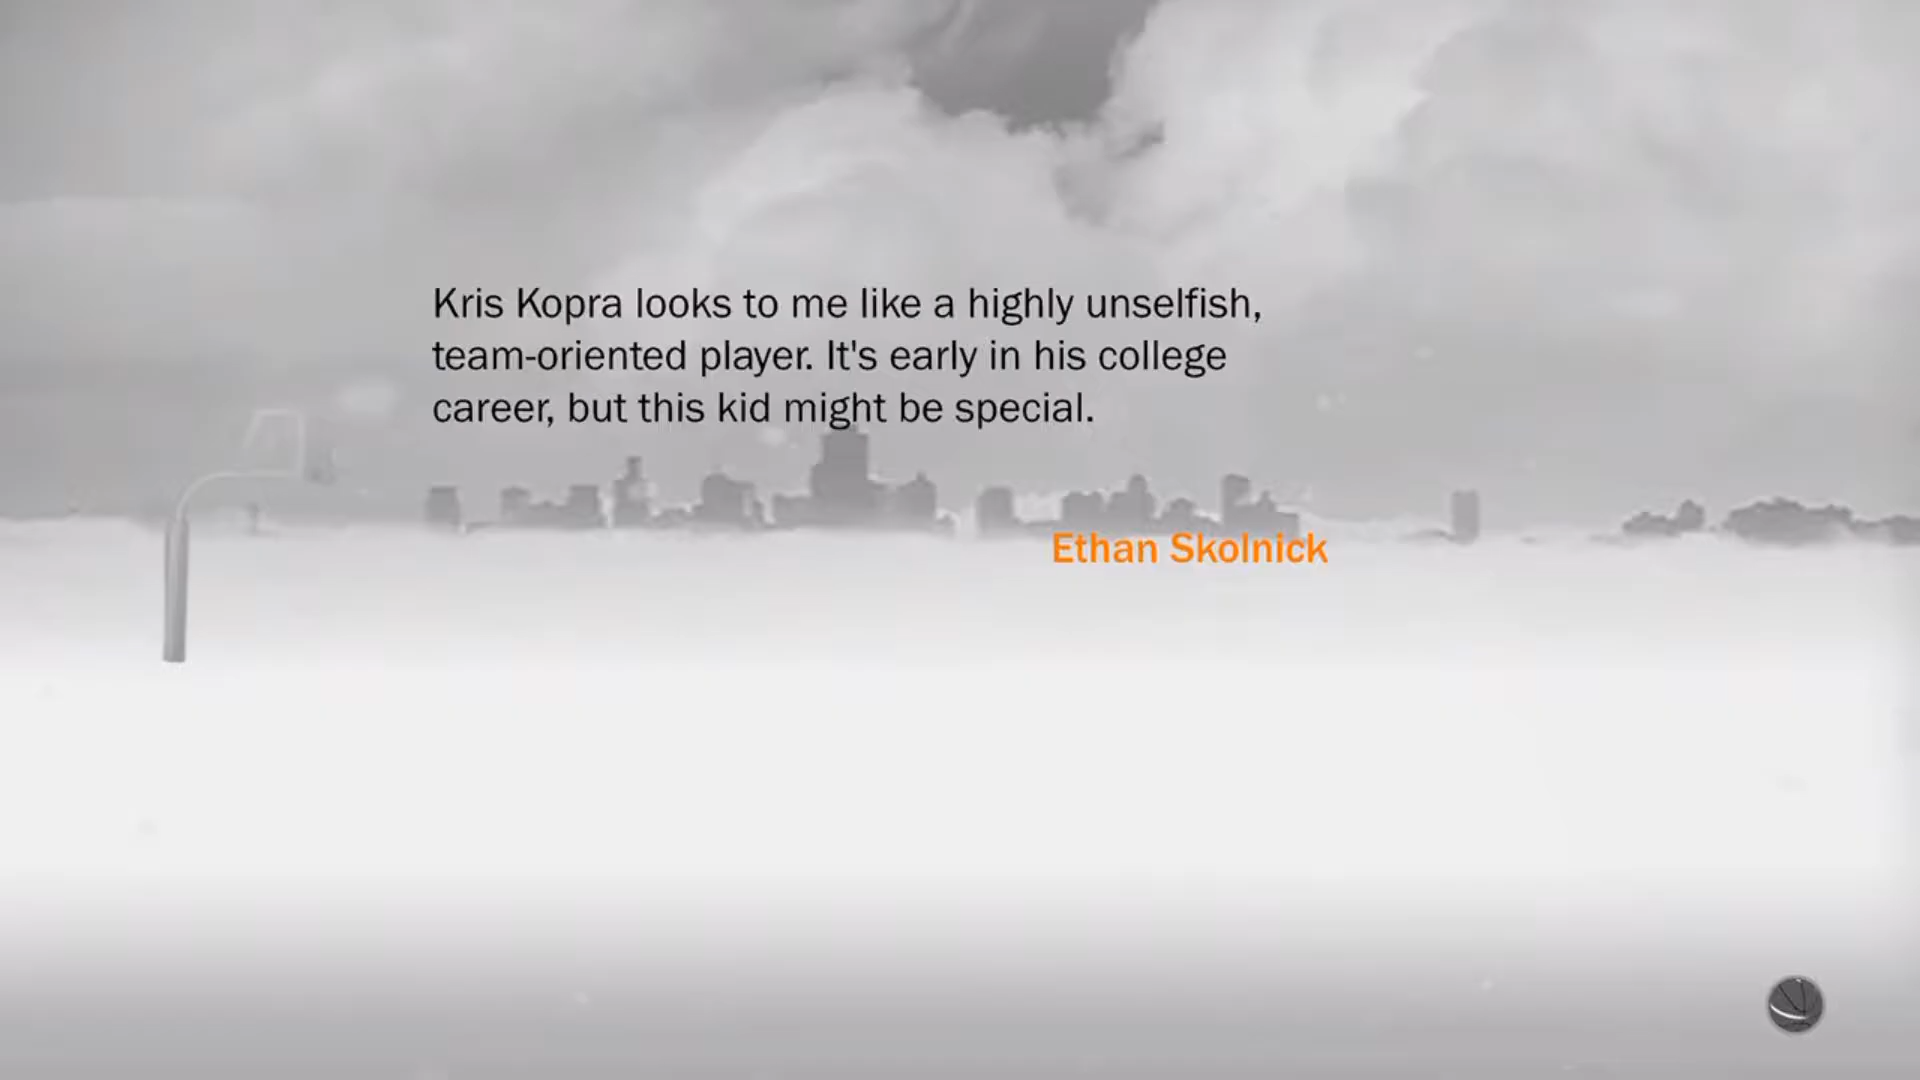 Kris Kopra looks to me like a highly unselfish,
team-oriented player. It's early in his college
career, but this kid might be special.
Ethan Skolnick